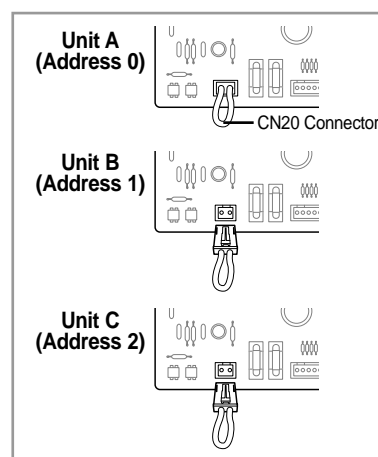 Unit A
(Address 0)
CN20 Connector
Unit B
(Address 1)
Unit C
(Address 2)